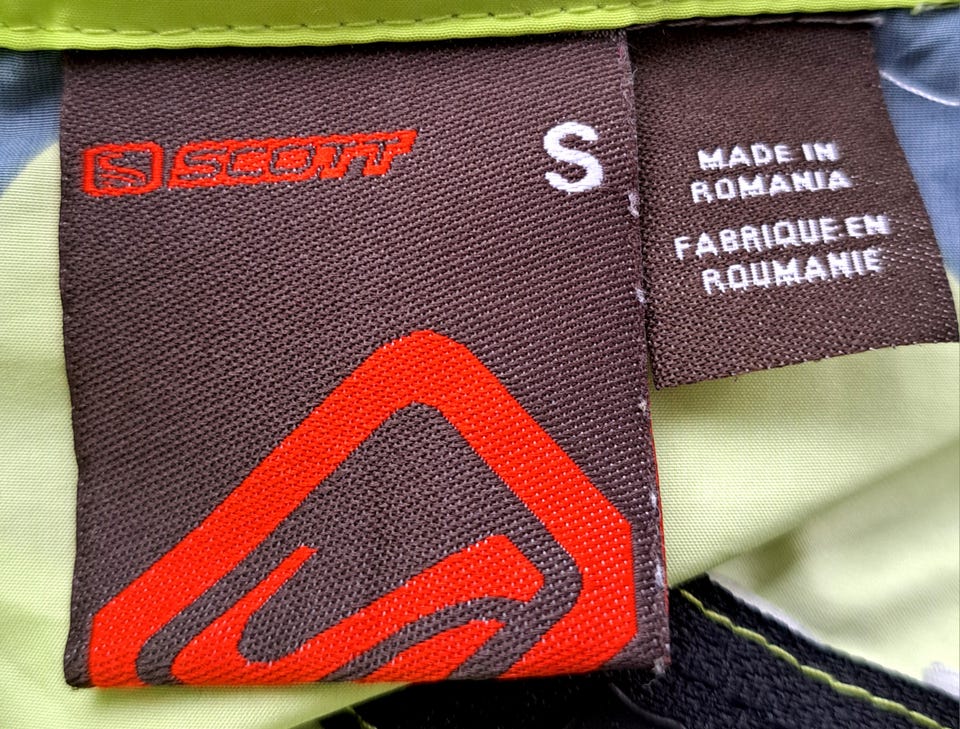 SCOTT
S
MADE IN
ROMANIA
FABRIQUE EN
ROUMANIE